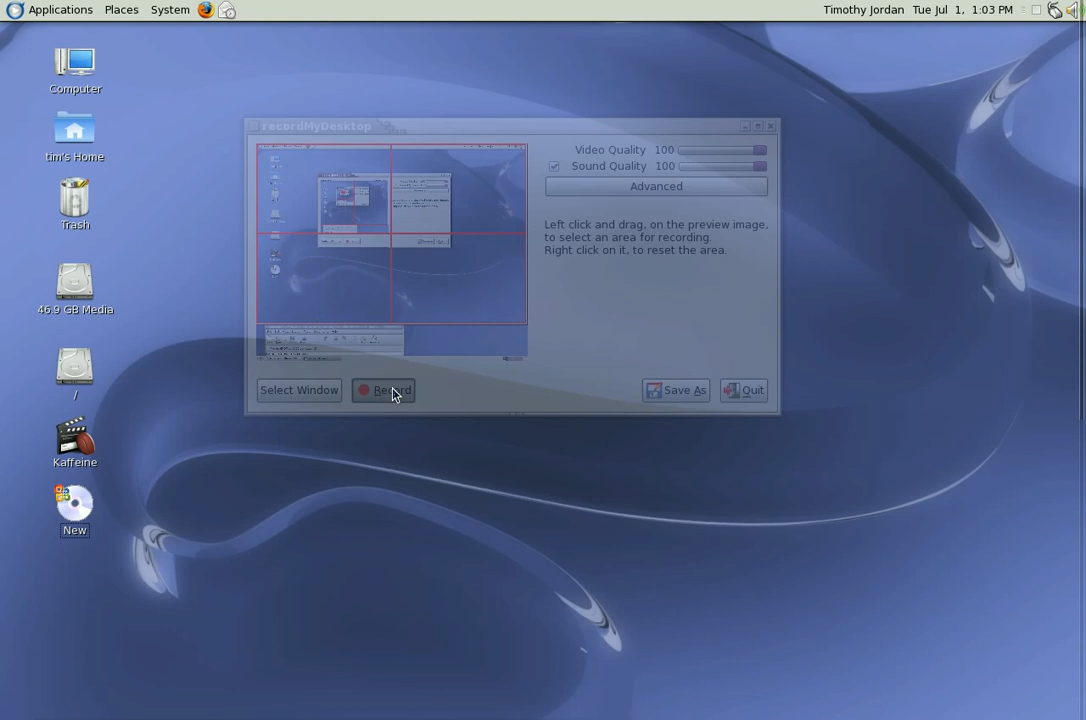 Applications Places System
Timothy Jordan Tue Jul 1, 1:03 PM
Computer
tim's Home
Trash
46.9 GB Media
/
Kaffeine
New
recordMyDesktop
Video Quality 100
Sound Quality 100
Advanced
Left click and drag, on the preview image,
to select an area for recording.
Right click on it, to reset the area.
Select Window
Record
Save As
Quit